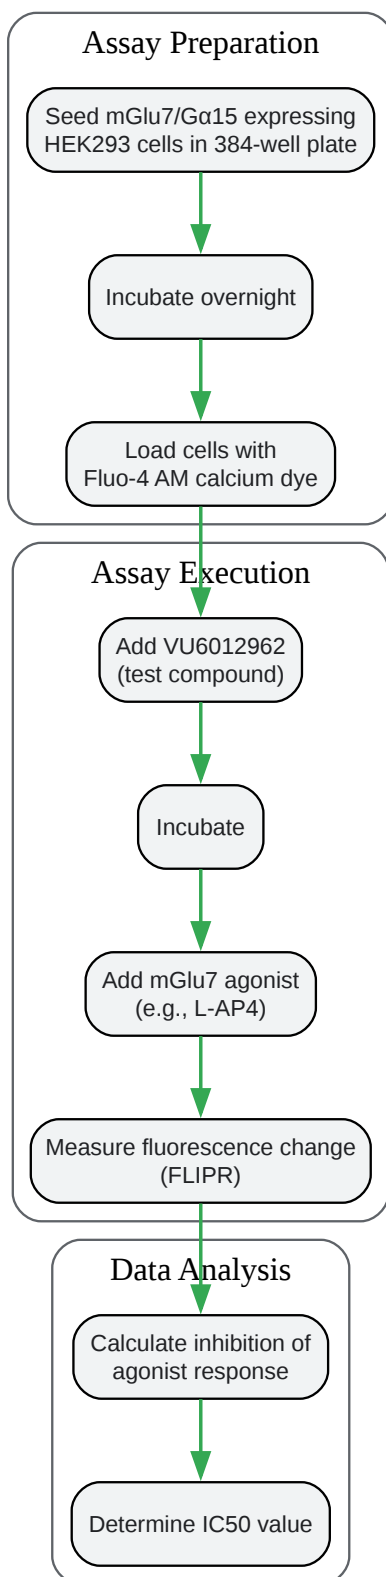 Assay Preparation
Seed mGlu7/Gα15 expressing
HEK293 cells in 384-well plate
Incubate overnight
Load cells with
Fluo-4 AM calcium dye
Assay Execution
Add VU6012962
(test compound)
Incubate
Add mGlu7 agonist
(e.g., L-AP4)
Measure fluorescence change
(FLIPR)
Data Analysis
Calculate inhibition of
agonist response
Determine IC50 value